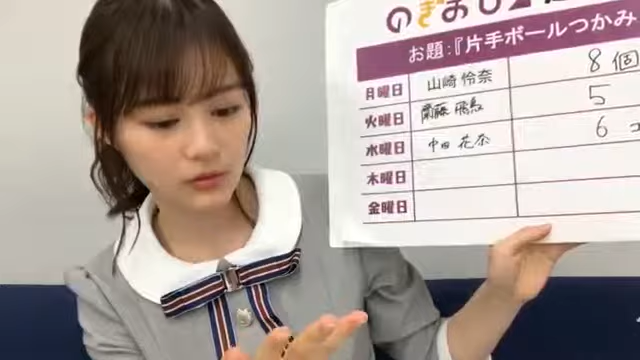 のぎおび
お題:『片手ボールつかみ
月曜日 山崎怜奈 8個
火曜日 齋藤飛鳥 5
水曜日 中田花奈 6コ
木曜日
金曜日